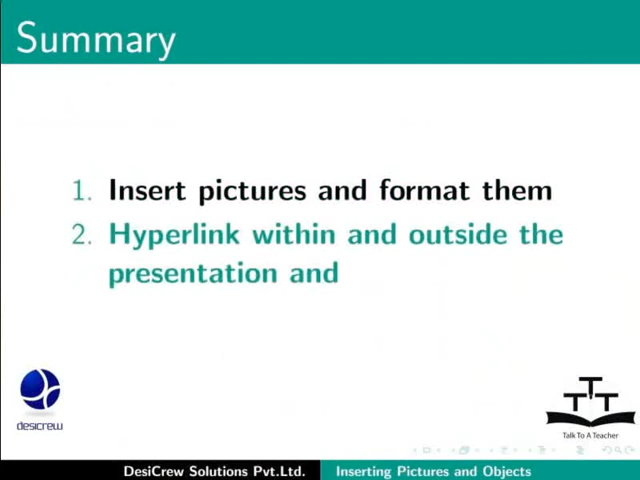 Summary
1. Insert pictures and format them
2. Hyperlink within and outside the
presentation and
desicrew
TTT
Talk To A Teacher
DesiCrew Solutions Pvt.Ltd. Inserting Pictures and Objects